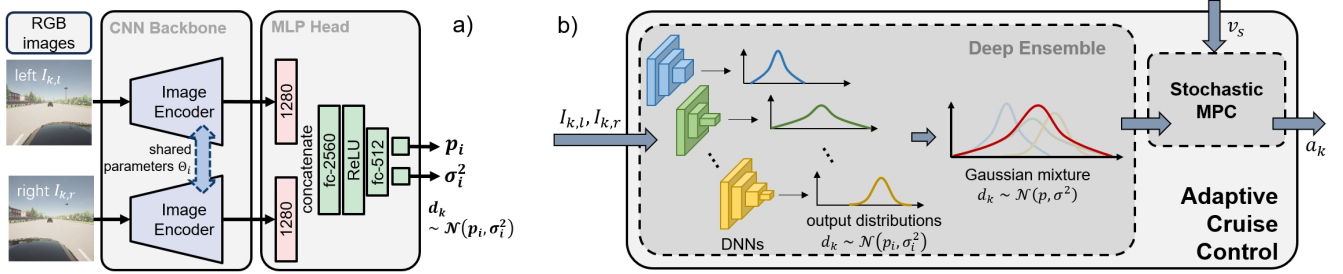 RGB
images
left I_{k,l}
right I_{k,r}
CNN Backbone
Image
Encoder
shared
parameters Θ_i
Image
Encoder
MLP Head
1280
1280
concatenate
fc-2560
ReLU
fc-512
a)
p_i
σ_i^2
d_k
~ 𝒩(p_i, σ_i^2)
b)
I_{k,l}, I_{k,r}
Deep Ensemble
DNNs
output distributions
d_k ~ 𝒩(p_i, σ_i^2)
Gaussian mixture
d_k ~ 𝒩(p, σ^2)
v_s
Stochastic
MPC
a_k
Adaptive
Cruise
Control